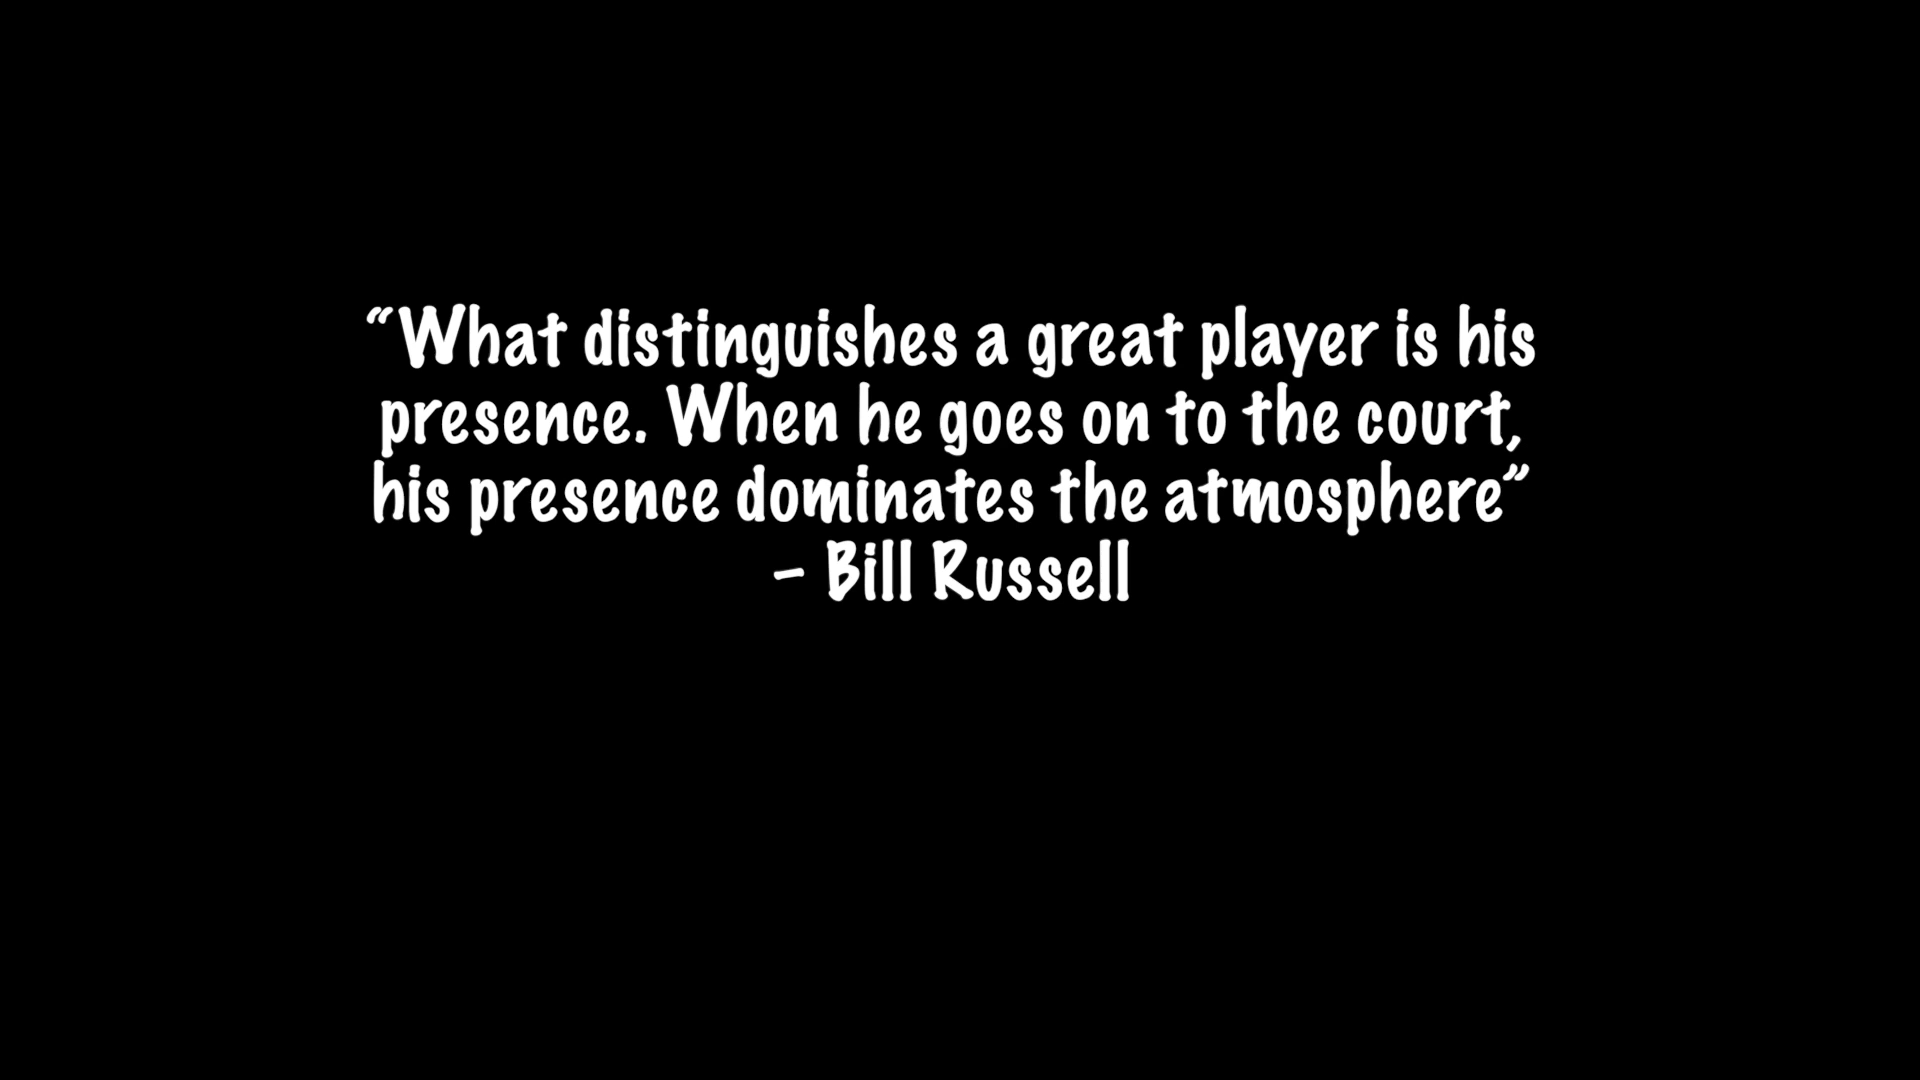 “What distinguishes a great player is his
presence. When he goes on to the court,
his presence dominates the atmosphere”
– Bill Russell